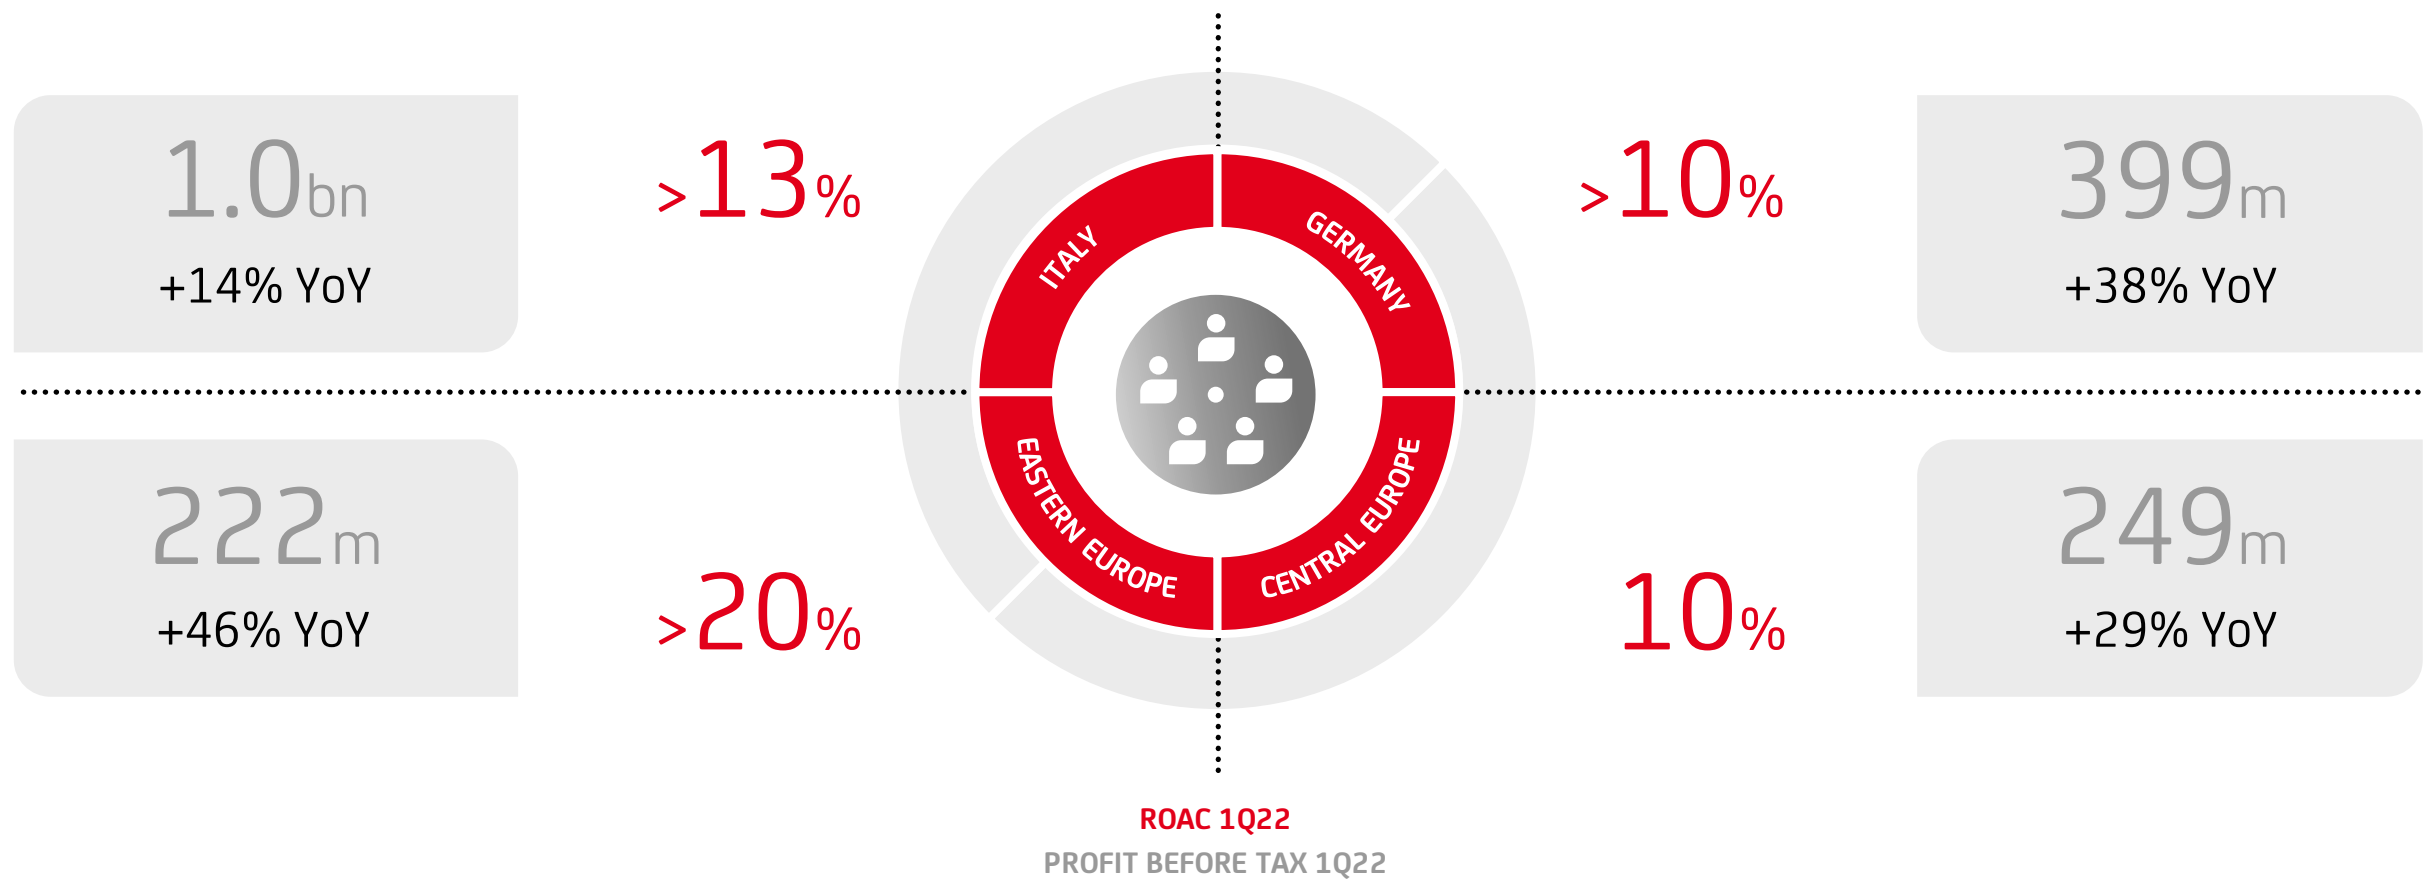 1.0bn
+14% YoY
>13%
ITALY
GERMANY
>10%
399m
+38% YoY
222m
+46% YoY
>20%
EASTERN EUROPE
CENTRAL EUROPE
10%
249m
+29% YoY
ROAC 1Q22
PROFIT BEFORE TAX 1Q22